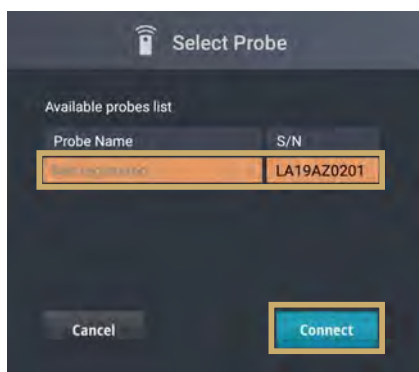 Select Probe
Available probes list
Probe Name S/N
LA19AZ0201
Cancel Connect